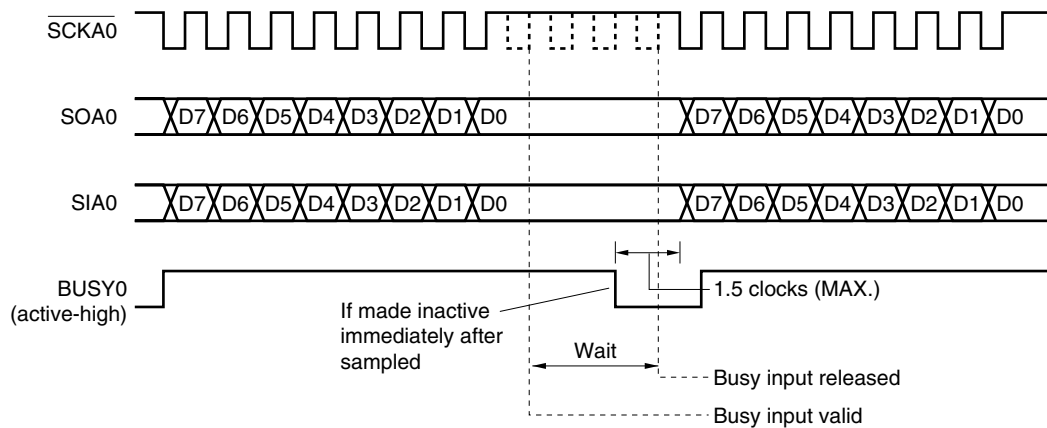 SCKA0
SOA0 D7 D6 D5 D4 D3 D2 D1 D0 D7 D6 D5 D4 D3 D2 D1 D0
SIA0 D7 D6 D5 D4 D3 D2 D1 D0 D7 D6 D5 D4 D3 D2 D1 D0
BUSY0
(active-high)
1.5 clocks (MAX.)
If made inactive
immediately after
sampled
Wait
Busy input released
Busy input valid